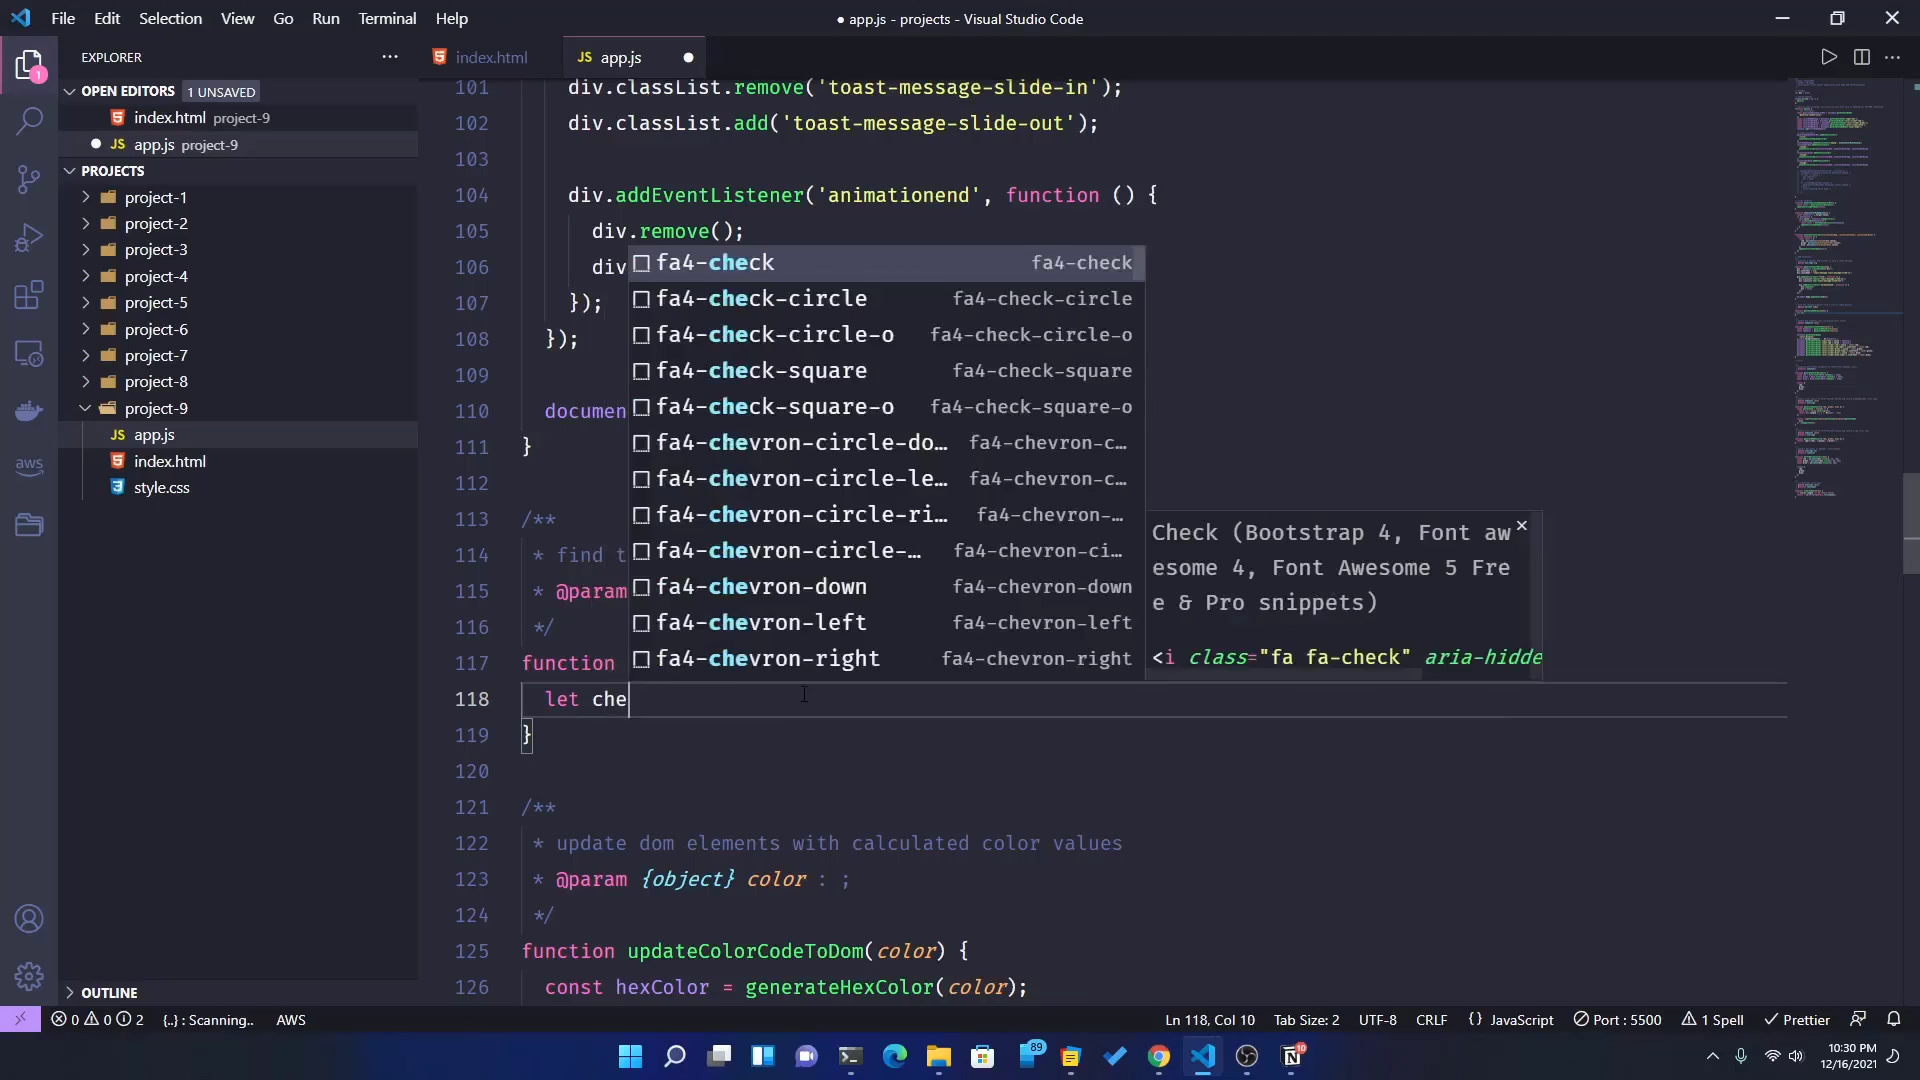 File Edit Selection View Go Run Terminal Help
● app.js - projects - Visual Studio Code
EXPLORER
1
index.html
JS app.js
OPEN EDITORS 1 UNSAVED
index.html project-9
JS app.js project-9
PROJECTS
project-1
project-2
project-3
project-4
project-5
project-6
project-7
project-8
project-9
JS app.js
index.html
style.css
aws
OUTLINE
101 div.classList.remove('toast-message-slide-in');
102 div.classList.add('toast-message-slide-out');
103
104 div.addEventListener('animationend', function () {
105 div.remove();
106 div
107 });
108 });
109
110 documen
111 }
112
113 /**
114 * find t
115 * @param
116 */
117 function
118 let che
119 }
120
121 /**
122 * update dom elements with calculated color values
123 * @param {object} color : ;
124 */
125 function updateColorCodeToDom(color) {
126 const hexColor = generateHexColor(color);
fa4-check fa4-check
fa4-check-circle fa4-check-circle
fa4-check-circle-o fa4-check-circle-o
fa4-check-square fa4-check-square
fa4-check-square-o fa4-check-square-o
fa4-chevron-circle-do… fa4-chevron-c…
fa4-chevron-circle-le… fa4-chevron-c…
fa4-chevron-circle-ri… fa4-chevron-…
fa4-chevron-circle-… fa4-chevron-ci…
fa4-chevron-down fa4-chevron-down
fa4-chevron-left fa4-chevron-left
fa4-chevron-right fa4-chevron-right
Check (Bootstrap 4, Font aw
esome 4, Font Awesome 5 Fre
e & Pro snippets)
<i class="fa fa-check" aria-hidde
0 0 2 {..} : Scanning.. AWS
Ln 118, Col 10 Tab Size: 2 UTF-8 CRLF {} JavaScript Port : 5500 1 Spell Prettier
89
10
10:30 PM
12/16/2021